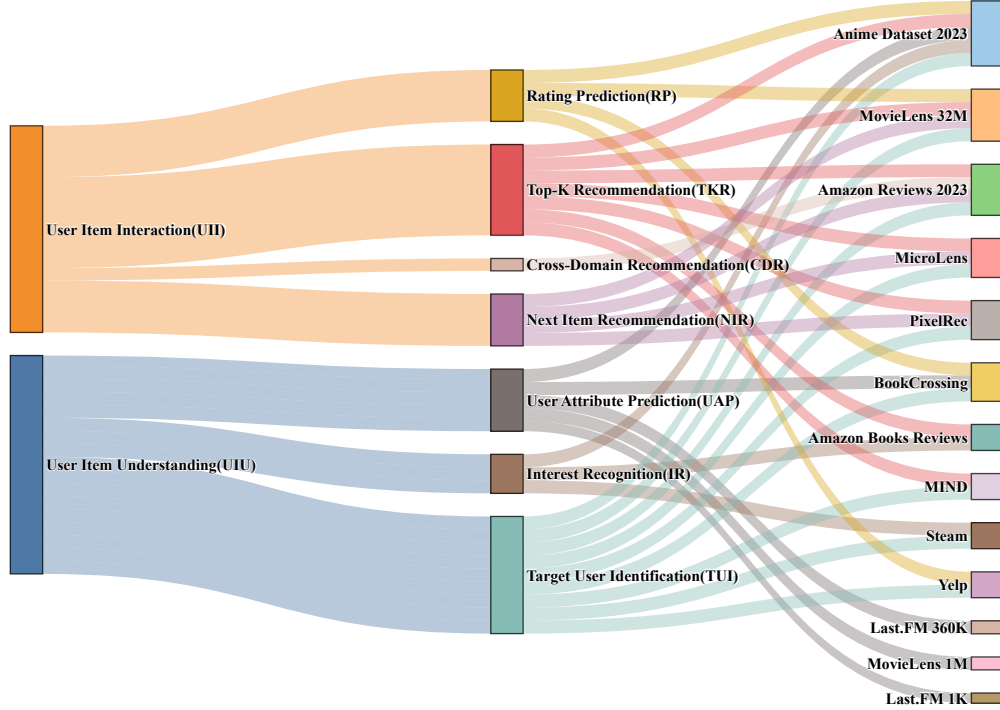 User Item Interaction(UII)
User Item Understanding(UIU)
Rating Prediction(RP)
Top-K Recommendation(TKR)
Cross-Domain Recommendation(CDR)
Next Item Recommendation(NIR)
User Attribute Prediction(UAP)
Interest Recognition(IR)
Target User Identification(TUI)
Anime Dataset 2023
MovieLens 32M
Amazon Reviews 2023
MicroLens
PixelRec
BookCrossing
Amazon Books Reviews
MIND
Steam
Yelp
Last.FM 360K
MovieLens 1M
Last.FM 1K